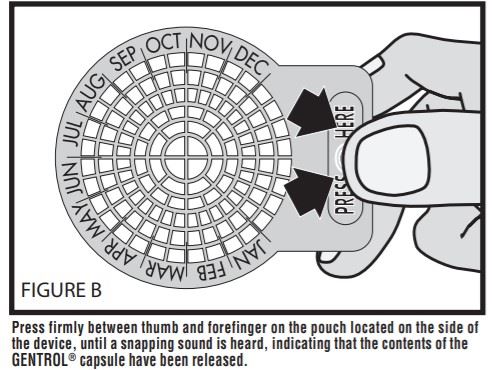 JAN
FEB
MAR
APR
MAY
JUN
JUL
AUG
SEP
OCT
NOV
DEC
PRESS HERE
FIGURE B
Press firmly between thumb and forefinger on the pouch located on the side of
the device, until a snapping sound is heard, indicating that the contents of the
GENTROL® capsule have been released.